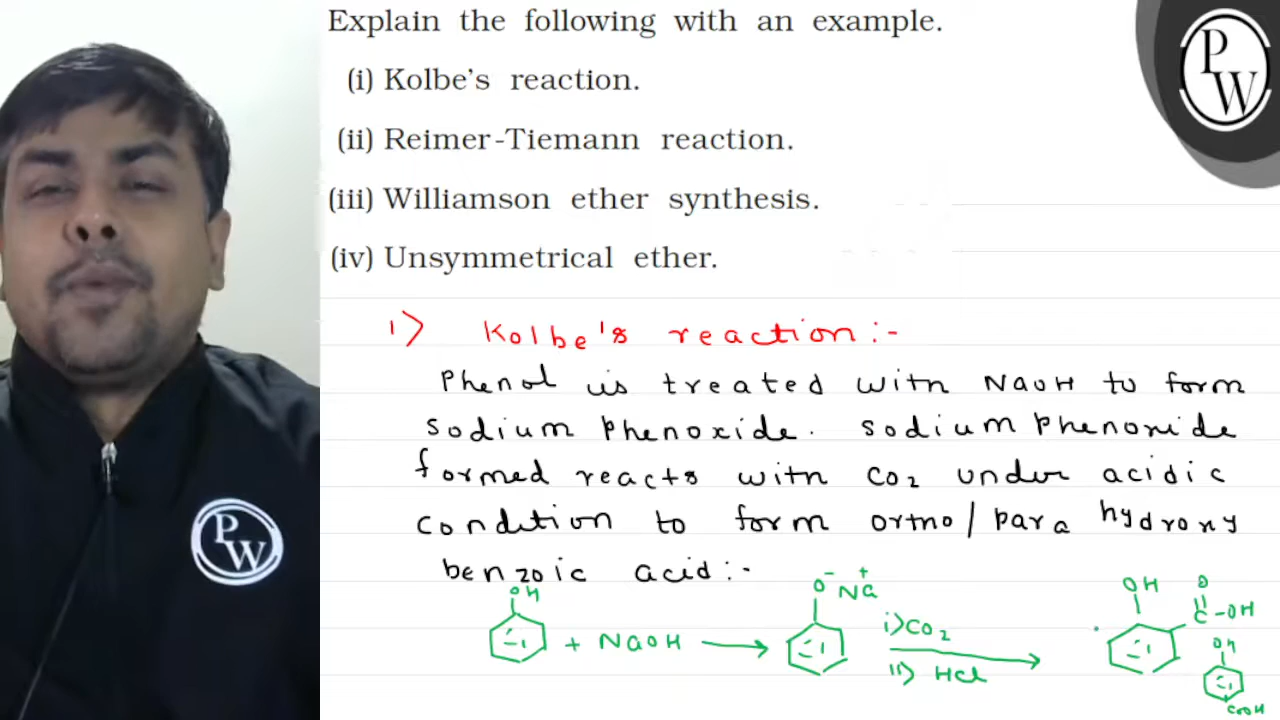 Explain the following with an example.
(i) Kolbe's reaction.
(ii) Reimer-Tiemann reaction.
(iii) Williamson ether synthesis.
(iv) Unsymmetrical ether.
PW
PW
1) Kolbe's reaction:-
Phenol is treated with NaOH to form
sodium phenoxide. sodium phenoxide
formed reacts with CO2 under acidic
condition to form ortho/para hydroxy
benzoic acid:-
OH + NaOH → O⁻ Na⁺ i) CO2 ii) HCl → OH O C-OH
OH
COOH